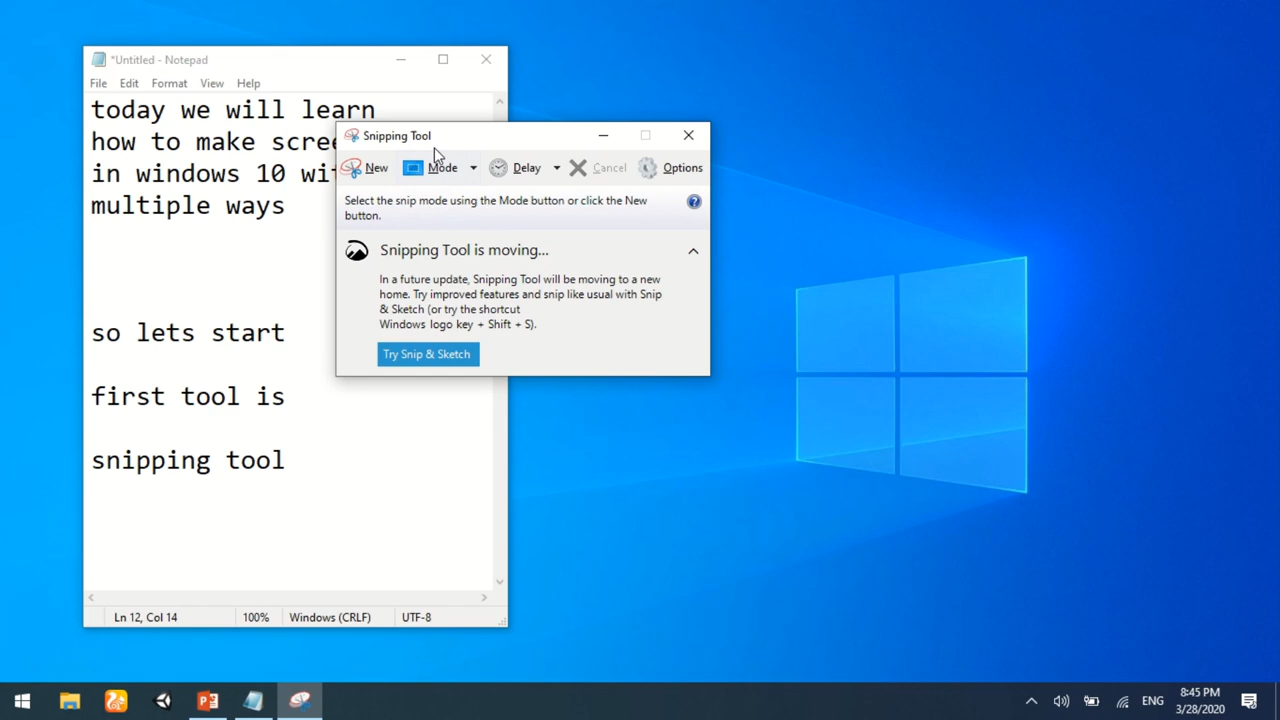 *Untitled - Notepad
File Edit Format View Help
today we will learn
how to make scree
in windows 10 wit
multiple ways
so lets start
first tool is
snipping tool
Ln 12, Col 14 100% Windows (CRLF) UTF-8
Snipping Tool
New Mode Delay Cancel Options
Select the snip mode using the Mode button or click the New
button.
Snipping Tool is moving...
In a future update, Snipping Tool will be moving to a new
home. Try improved features and snip like usual with Snip
& Sketch (or try the shortcut
Windows logo key + Shift + S).
Try Snip & Sketch
ENG
8:45 PM
3/28/2020